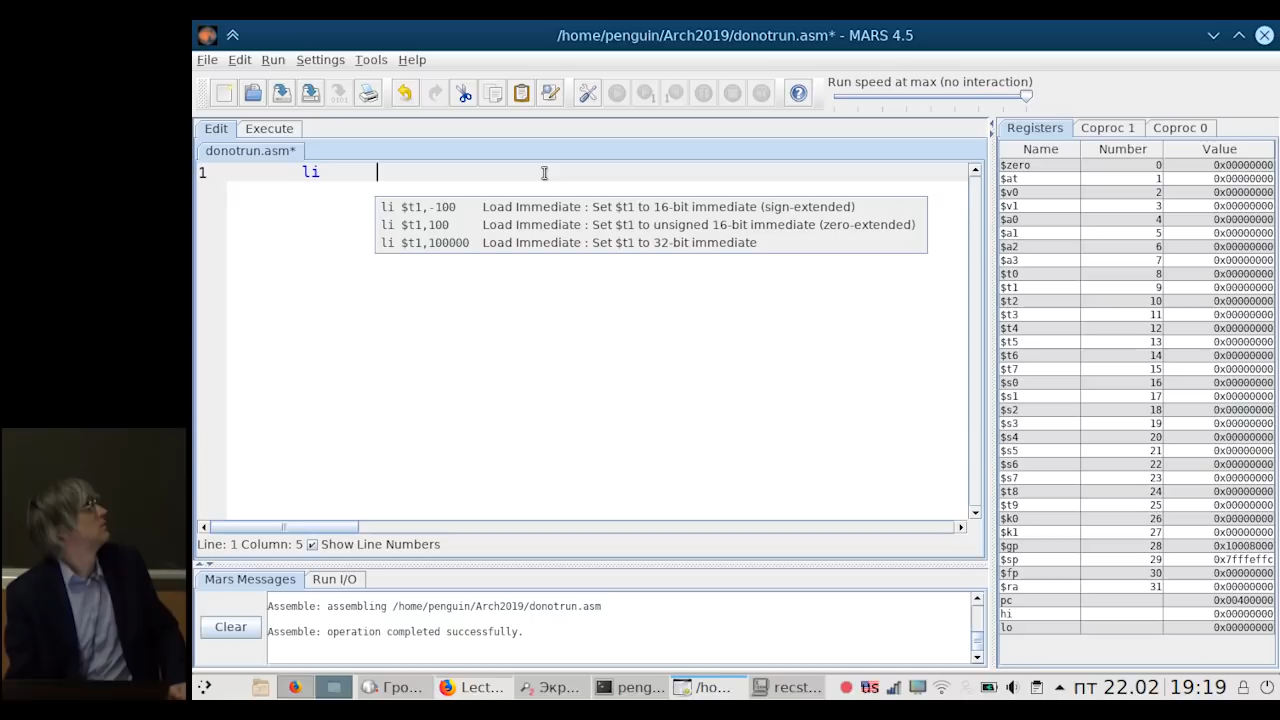 /home/penguin/Arch2019/donotrun.asm* - MARS 4.5
File Edit Run Settings Tools Help
Run speed at max (no interaction)
Edit Execute
donotrun.asm*
1 li
li $t1,-100 Load Immediate : Set $t1 to 16-bit immediate (sign-extended)
li $t1,100 Load Immediate : Set $t1 to unsigned 16-bit immediate (zero-extended)
li $t1,100000 Load Immediate : Set $t1 to 32-bit immediate
Line: 1 Column: 5 Show Line Numbers
Mars Messages Run I/O
Clear
Assemble: assembling /home/penguin/Arch2019/donotrun.asm
Assemble: operation completed successfully.
Registers Coproc 1 Coproc 0
Name Number Value
$zero 0 0x00000000
$at 1 0x00000000
$v0 2 0x00000000
$v1 3 0x00000000
$a0 4 0x00000000
$a1 5 0x00000000
$a2 6 0x00000000
$a3 7 0x00000000
$t0 8 0x00000000
$t1 9 0x00000000
$t2 10 0x00000000
$t3 11 0x00000000
$t4 12 0x00000000
$t5 13 0x00000000
$t6 14 0x00000000
$t7 15 0x00000000
$s0 16 0x00000000
$s1 17 0x00000000
$s2 18 0x00000000
$s3 19 0x00000000
$s4 20 0x00000000
$s5 21 0x00000000
$s6 22 0x00000000
$s7 23 0x00000000
$t8 24 0x00000000
$t9 25 0x00000000
$k0 26 0x00000000
$k1 27 0x00000000
$gp 28 0x10008000
$sp 29 0x7fffeffc
$fp 30 0x00000000
$ra 31 0x00000000
pc 0x00400000
hi 0x00000000
lo 0x00000000
Гро... Lect... Экр... peng... /ho... recst... us пт 22.02 19:19